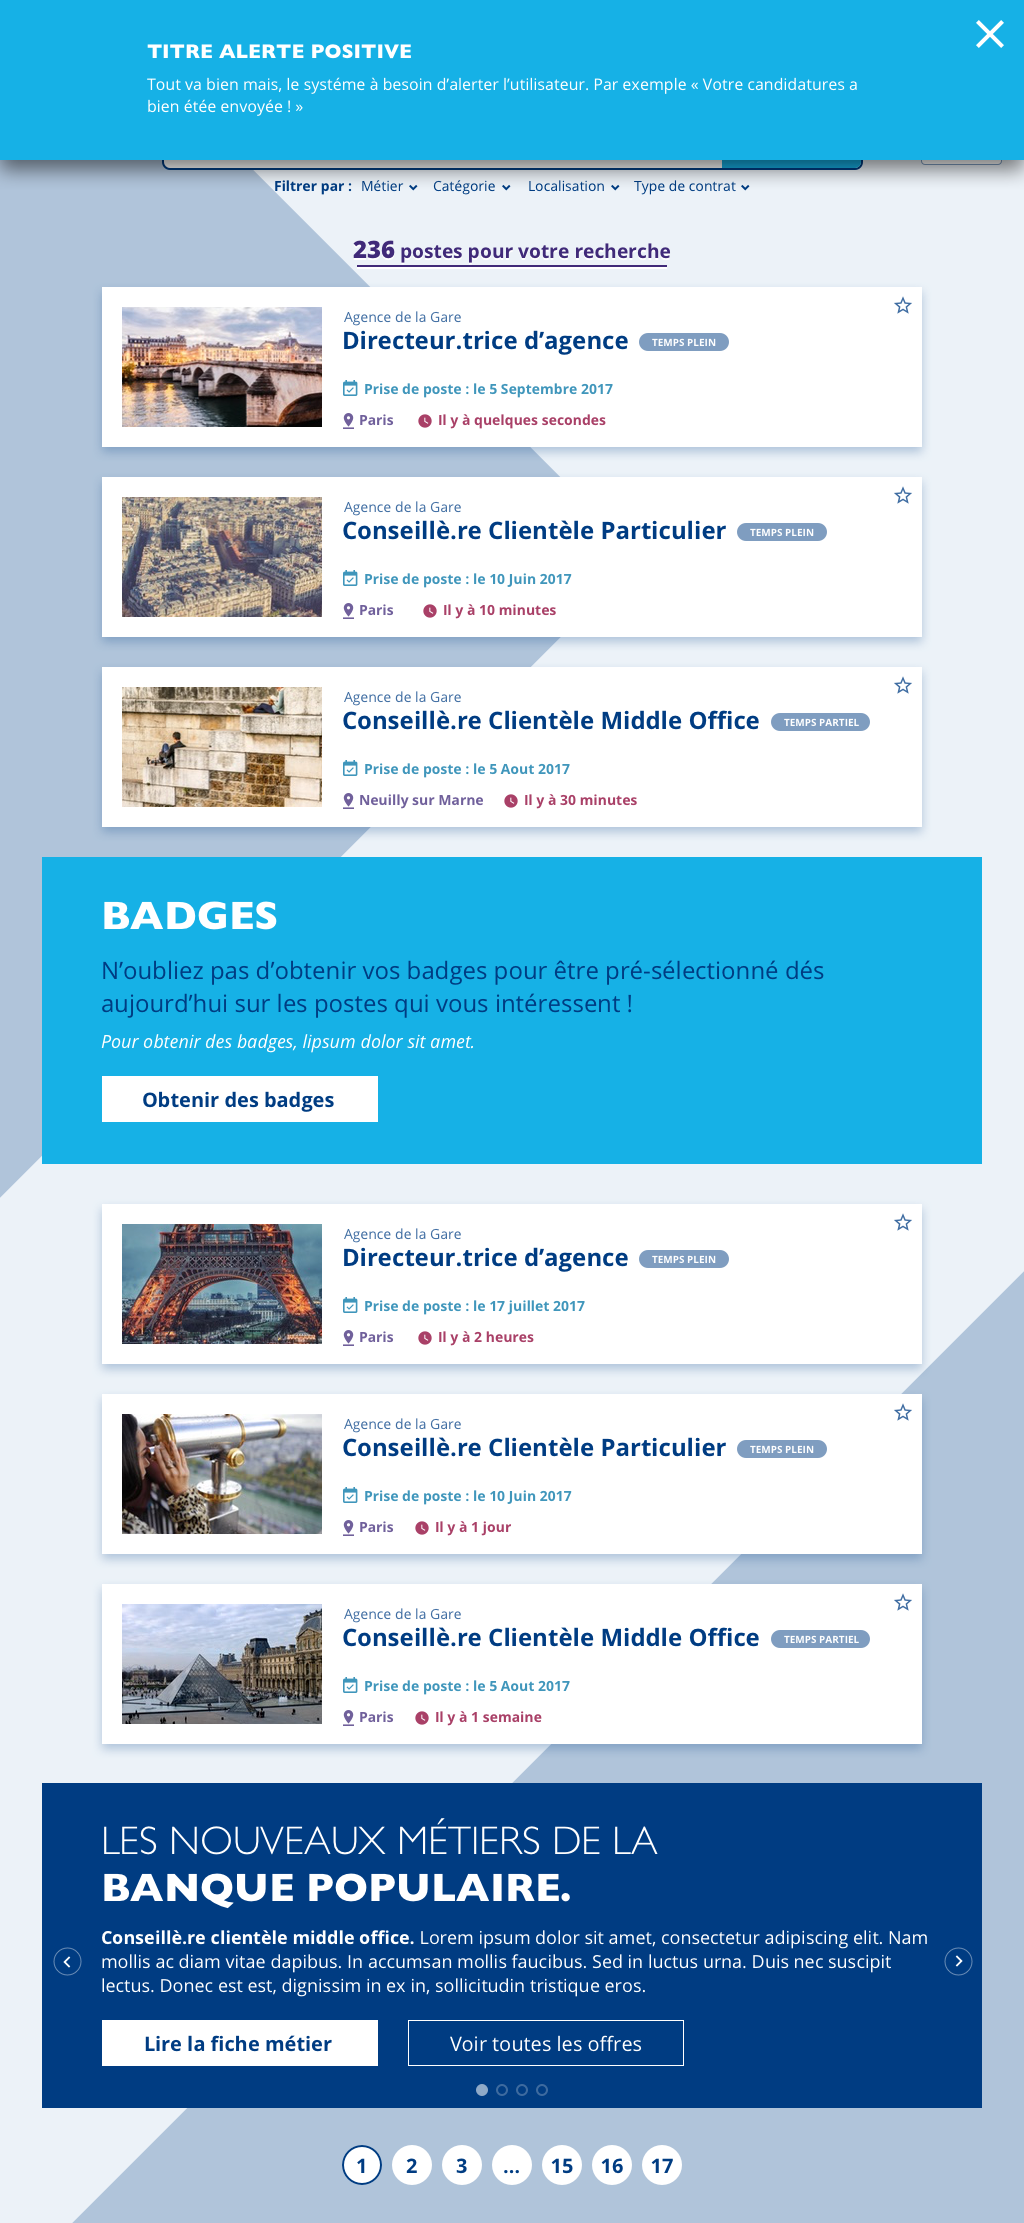 TITRE ALERTE POSITIVE
Tout va bien mais, le systéme à besoin d’alerter l’utilisateur. Par exemple « Votre candidatures a
bien étée envoyée ! »
Filtrer par : Métier Catégorie Localisation Type de contrat
236 postes pour votre recherche
Agence de la Gare
Directeur.trice d’agence TEMPS PLEIN
Prise de poste : le 5 Septembre 2017
Paris Il y à quelques secondes
Agence de la Gare
Conseillè.re Clientèle Particulier TEMPS PLEIN
Prise de poste : le 10 Juin 2017
Paris Il y à 10 minutes
Agence de la Gare
Conseillè.re Clientèle Middle Office TEMPS PARTIEL
Prise de poste : le 5 Aout 2017
Neuilly sur Marne Il y à 30 minutes
BADGES
N’oubliez pas d’obtenir vos badges pour être pré-sélectionné dés
aujourd’hui sur les postes qui vous intéressent !
Pour obtenir des badges, lipsum dolor sit amet.
Obtenir des badges
Agence de la Gare
Directeur.trice d’agence TEMPS PLEIN
Prise de poste : le 17 juillet 2017
Paris Il y à 2 heures
Agence de la Gare
Conseillè.re Clientèle Particulier TEMPS PLEIN
Prise de poste : le 10 Juin 2017
Paris Il y à 1 jour
Agence de la Gare
Conseillè.re Clientèle Middle Office TEMPS PARTIEL
Prise de poste : le 5 Aout 2017
Paris Il y à 1 semaine
LES NOUVEAUX MÉTIERS DE LA
BANQUE POPULAIRE.
Conseillè.re clientèle middle office. Lorem ipsum dolor sit amet, consectetur adipiscing elit. Nam
mollis ac diam vitae dapibus. In accumsan mollis faucibus. Sed in luctus urna. Duis nec suscipit
lectus. Donec est est, dignissim in ex in, sollicitudin tristique eros.
Lire la fiche métier Voir toutes les offres
1 2 3 ... 15 16 17